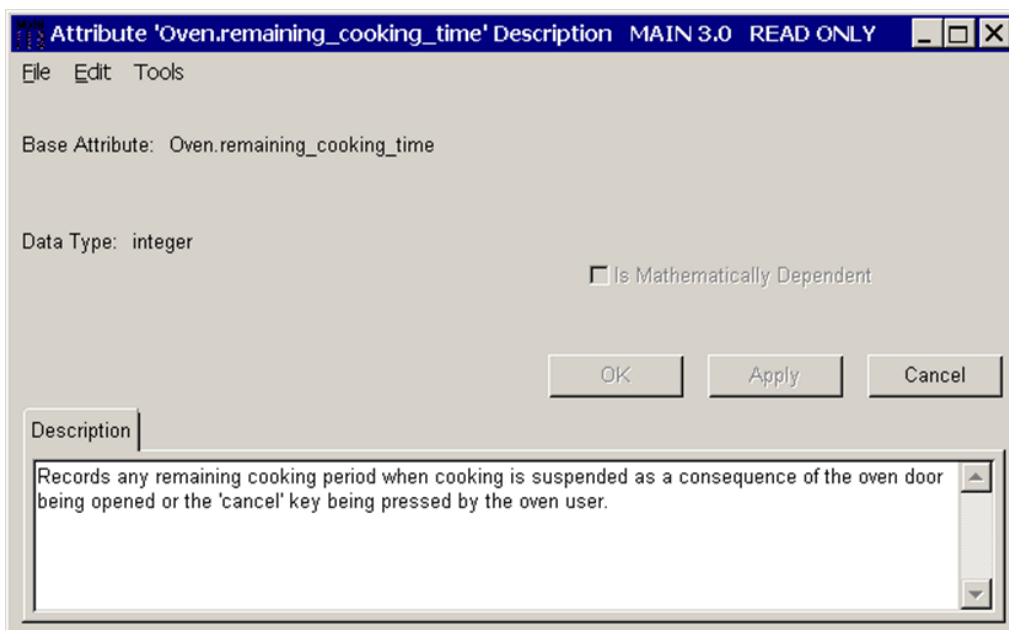 Attribute 'Oven.remaining_cooking_time' Description MAIN 3.0 READ ONLY
File Edit Tools
Base Attribute: Oven.remaining_cooking_time
Data Type: integer
Is Mathematically Dependent
OK Apply Cancel
Description
Records any remaining cooking period when cooking is suspended as a consequence of the oven door
being opened or the 'cancel' key being pressed by the oven user.